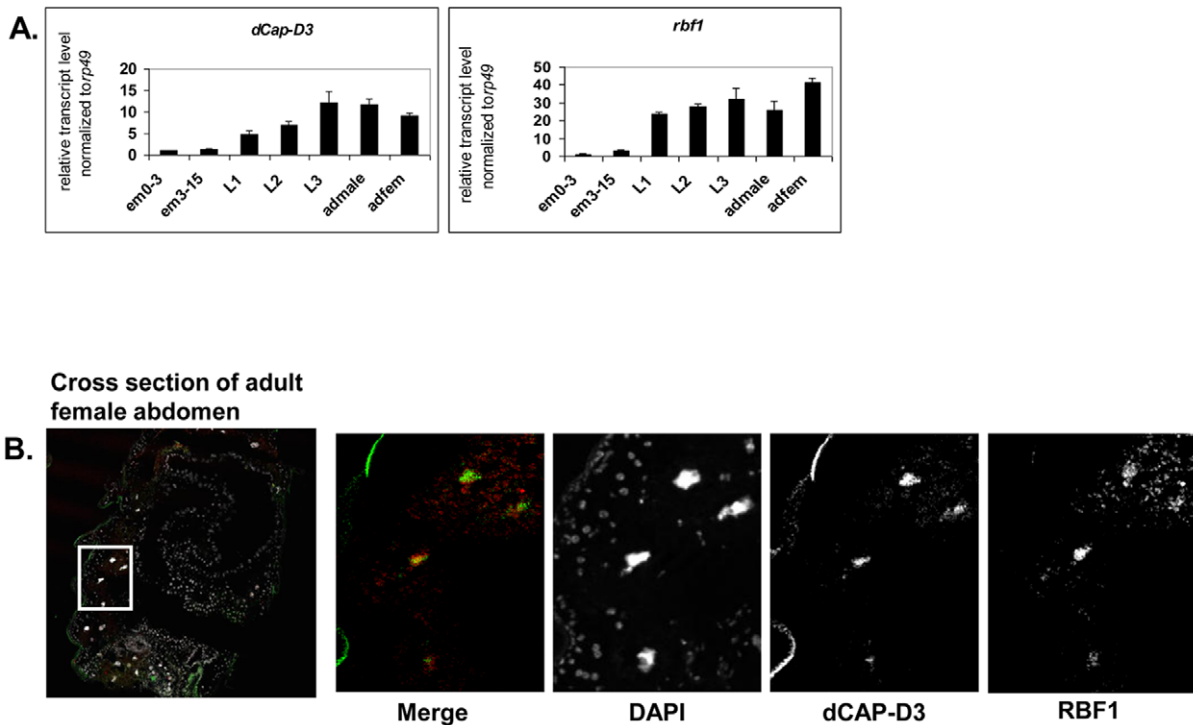 A.
dCap-D3
relative transcript level
normalized to rp49
20
15
10
5
0
em0-3
em3-15
L1
L2
L3
admale
adfem
rbf1
relative transcript level
normalized to rp49
50
40
30
20
10
0
em0-3
em3-15
L1
L2
L3
admale
adfem
Cross section of adult
female abdomen
B.
Merge
DAPI
dCAP-D3
RBF1